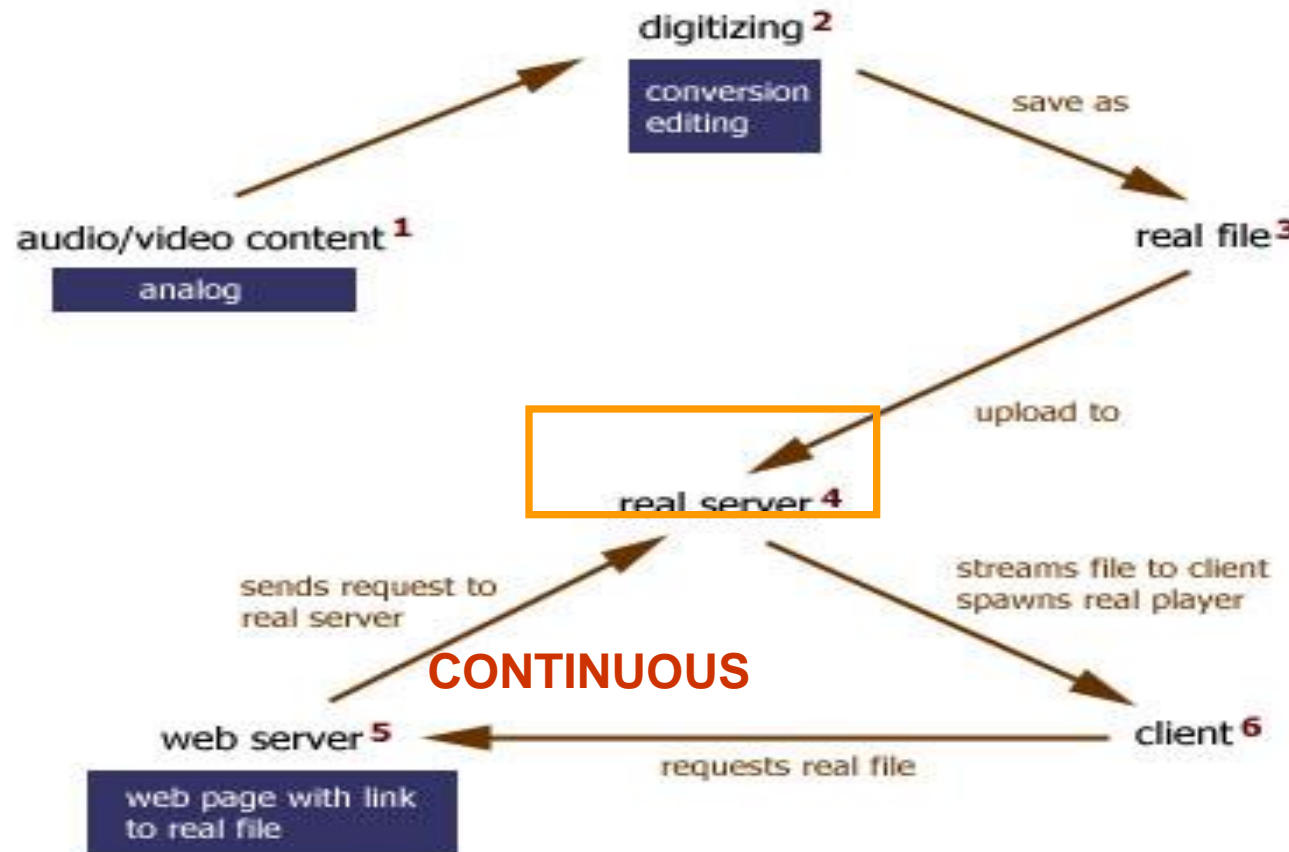 digitizing 2
conversion
editing
save as
audio/video content 1
analog
real file 3
upload to
real server 4
sends request to
real server
streams file to client
spawns real player
CONTINUOUS
web server 5
client 6
requests real file
web page with link
to real file